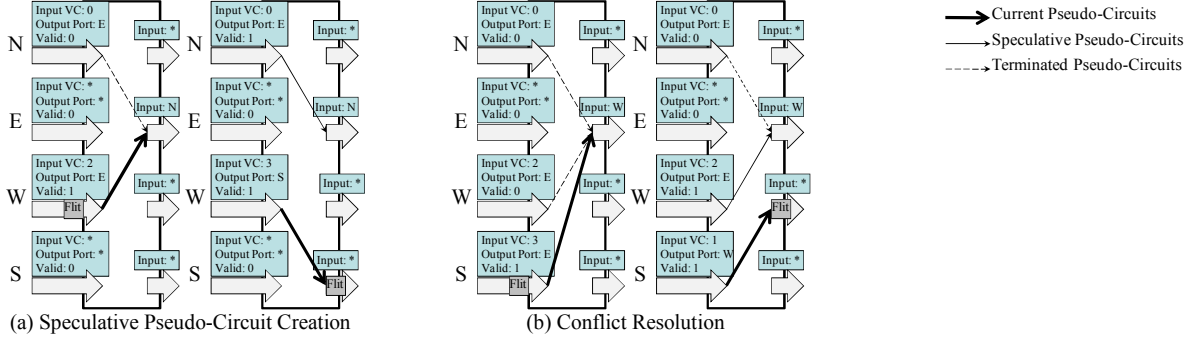 Input VC: 0
Output Port: E
Valid: 0
Input: *
N
Input VC: *
Output Port: *
Valid: 0
Input: N
E
Input VC: 2
Output Port: E
Valid: 1
Input: *
W
Flit
Input VC: *
Output Port: *
Valid: 0
Input: *
S
Input VC: 0
Output Port: E
Valid: 1
Input: *
N
Input VC: *
Output Port: *
Valid: 0
Input: N
E
Input VC: 3
Output Port: S
Valid: 1
Input: *
W
Input VC: *
Output Port: *
Valid: 0
Input: *
S
Flit
(a) Speculative Pseudo-Circuit Creation
Input VC: 0
Output Port: E
Valid: 0
Input: *
N
Input VC: *
Output Port: *
Valid: 0
Input: W
E
Input VC: 2
Output Port: E
Valid: 0
Input: *
W
Input VC: 3
Output Port: E
Valid: 1
Input: *
S
Flit
Input VC: 0
Output Port: E
Valid: 0
Input: *
N
Input VC: *
Output Port: *
Valid: 0
Input: W
E
Input VC: 2
Output Port: E
Valid: 1
Input: *
W
Flit
Input VC: 1
Output Port: W
Valid: 1
Input: *
S
(b) Conflict Resolution
Current Pseudo-Circuits
Speculative Pseudo-Circuits
Terminated Pseudo-Circuits